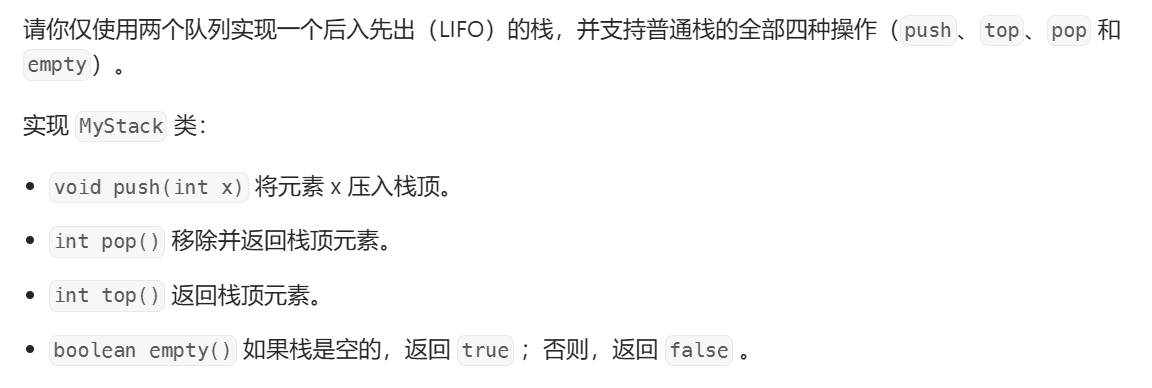 请你仅使用两个队列实现一个后入先出（LIFO）的栈，并支持普通栈的全部四种操作（push、top、pop 和
empty）。
实现 MyStack 类：
• void push(int x) 将元素 x 压入栈顶。
• int pop() 移除并返回栈顶元素。
• int top() 返回栈顶元素。
• boolean empty() 如果栈是空的，返回 true ；否则，返回 false 。